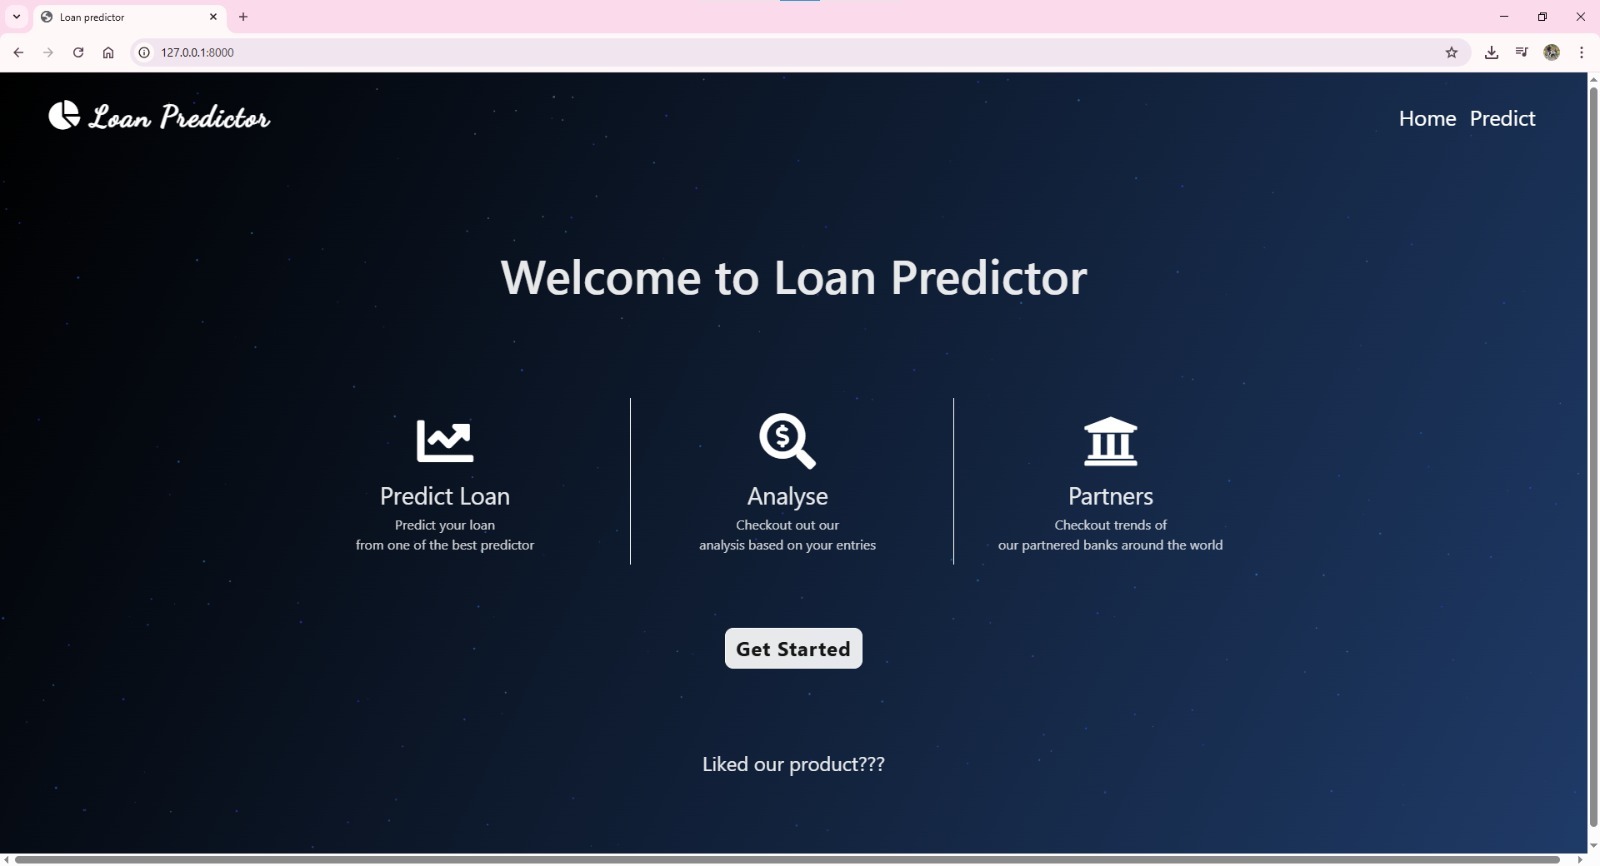 Loan predictor
127.0.0.1:8000
Loan Predictor
Home Predict
Welcome to Loan Predictor
$
Predict Loan
Predict your loan
from one of the best predictor
Analyse
Checkout out our
analysis based on your entries
Partners
Checkout trends of
our partnered banks around the world
Get Started
Liked our product???